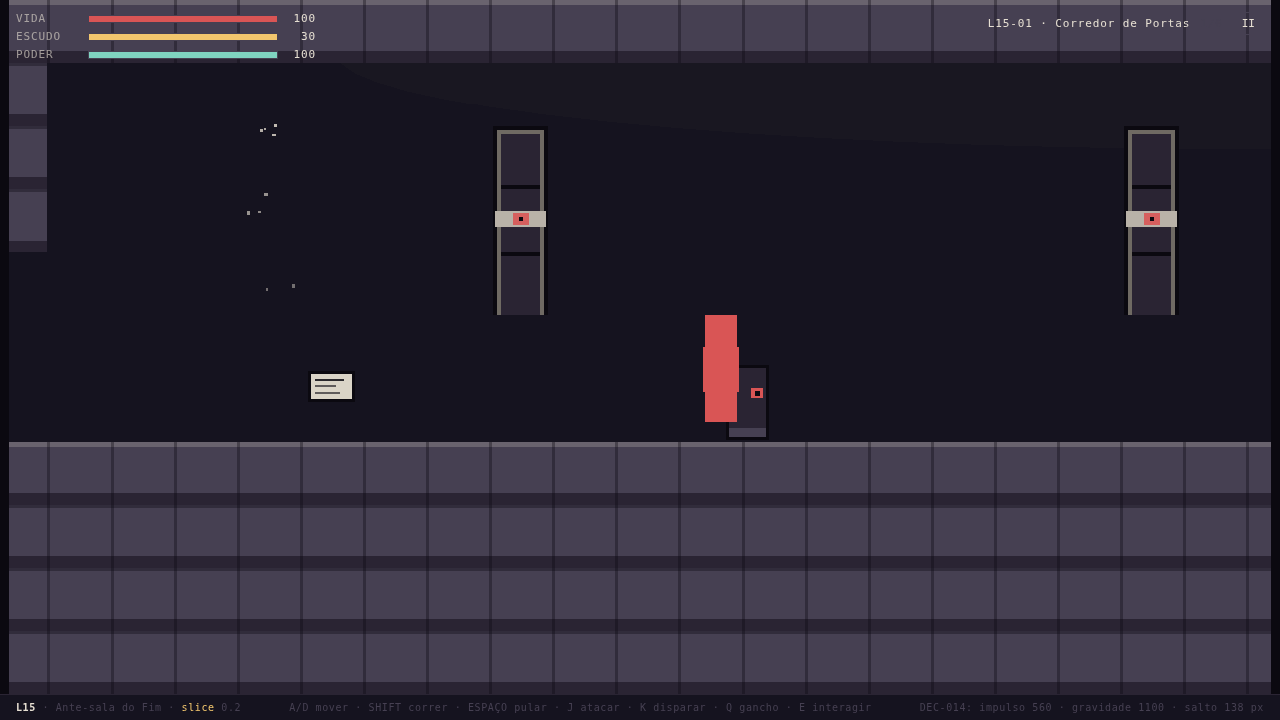 VIDA 100
ESCUDO 30
PODER 100
L15-01 · Corredor de Portas II
L15 · Ante-sala do Fim · slice 0.2
A/D mover · SHIFT correr · ESPAÇO pular · J atacar · K disparar · Q gancho · E interagir
DEC-014: impulso 560 · gravidade 1100 · salto 138 px